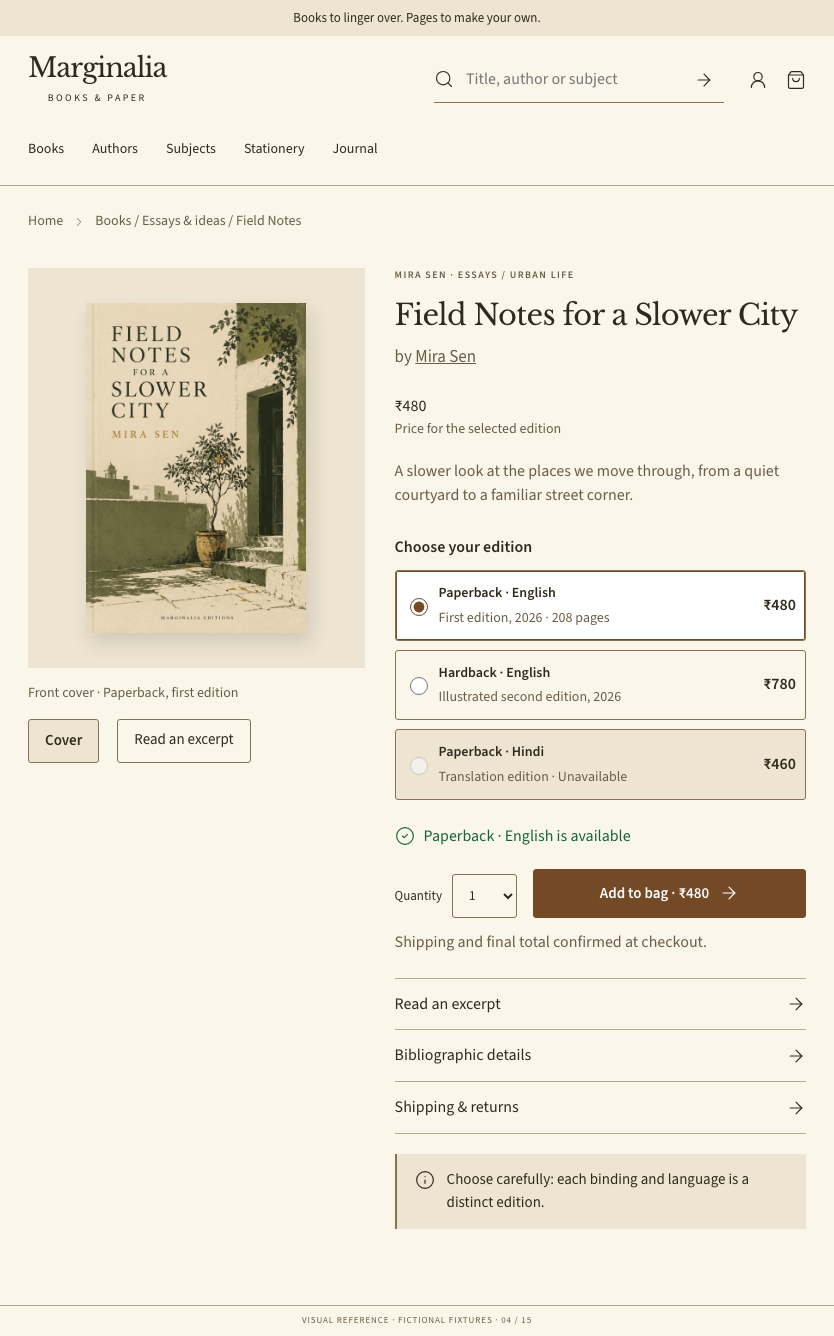 Books to linger over. Pages to make your own.
Marginalia
BOOKS & PAPER
Title, author or subject
Books Authors Subjects Stationery Journal
Home Books / Essays & ideas / Field Notes
FIELD
NOTES
FOR A
SLOWER
CITY
MIRA SEN
MARGINALIA EDITIONS
Front cover · Paperback, first edition
Cover Read an excerpt
MIRA SEN · ESSAYS / URBAN LIFE
Field Notes for a Slower City
by Mira Sen
₹480
Price for the selected edition
A slower look at the places we move through, from a quiet
courtyard to a familiar street corner.
Choose your edition
Paperback · English
First edition, 2026 · 208 pages
₹480
Hardback · English
Illustrated second edition, 2026
₹780
Paperback · Hindi
Translation edition · Unavailable
₹460
Paperback · English is available
Quantity 1 Add to bag · ₹480
Shipping and final total confirmed at checkout.
Read an excerpt
Bibliographic details
Shipping & returns
Choose carefully: each binding and language is a
distinct edition.
VISUAL REFERENCE · FICTIONAL FIXTURES · 04 / 15